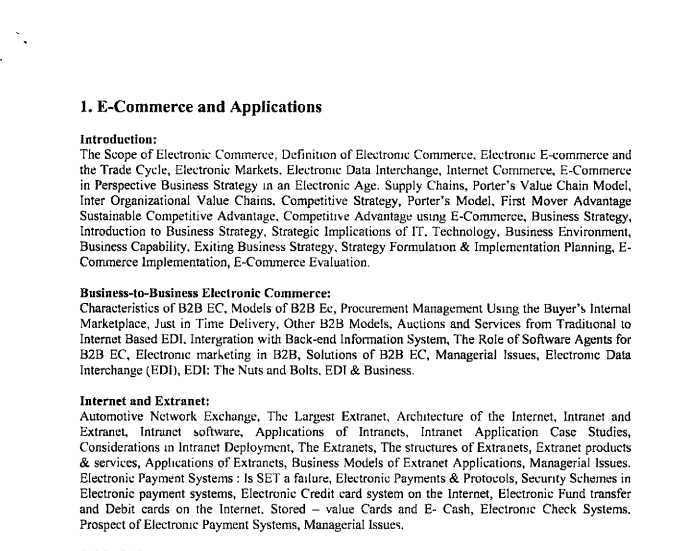 1. E-Commerce and Applications
Introduction:
The Scope of Electronic Commerce, Definition of Electronic Commerce, Electronic E-commerce and
the Trade Cycle, Electronic Markets, Electronic Data Interchange, Internet Commerce, E-Commerce
in Perspective Business Strategy in an Electronic Age. Supply Chains, Porter's Value Chain Model,
Inter Organizational Value Chains, Competitive Strategy, Porter's Model, First Mover Advantage
Sustainable Competitive Advantage, Competitive Advantage using E-Commerce, Business Strategy,
Introduction to Business Strategy, Strategic Implications of IT, Technology, Business Environment,
Business Capability, Exiting Business Strategy, Strategy Formulation & Implementation Planning, E-
Commerce Implementation, E-Commerce Evaluation.
Business-to-Business Electronic Commerce:
Characteristics of B2B EC, Models of B2B Ec, Procurement Management Using the Buyer's Internal
Marketplace, Just in Time Delivery, Other B2B Models, Auctions and Services from Traditional to
Internet Based EDI, Intergration with Back-end Information System, The Role of Software Agents for
B2B EC, Electronic marketing in B2B, Solutions of B2B EC, Managerial Issues, Electronic Data
Interchange (EDI), EDI: The Nuts and Bolts, EDI & Business.
Internet and Extranet:
Automotive Network Exchange, The Largest Extranet, Architecture of the Internet, Intranet and
Extranet, Intranet software, Applications of Intranets, Intranet Application Case Studies,
Considerations in Intranet Deployment, The Extranets, The structures of Extranets, Extranet products
& services, Applications of Extranets, Business Models of Extranet Applications, Managerial Issues.
Electronic Payment Systems : Is SET a failure, Electronic Payments & Protocols, Security Schemes in
Electronic payment systems, Electronic Credit card system on the Internet, Electronic Fund transfer
and Debit cards on the Internet. Stored – value Cards and E- Cash, Electronic Check Systems.
Prospect of Electronic Payment Systems, Managerial Issues.